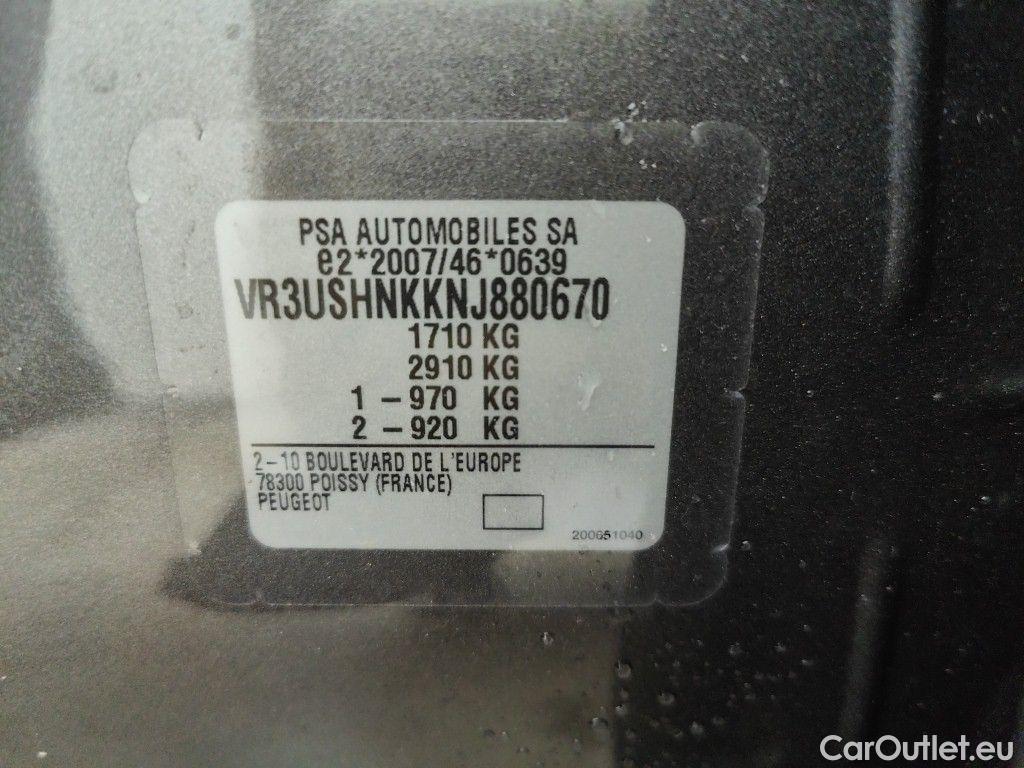 PSA AUTOMOBILES SA
e2*2007/46*0639
VR3USHNKKNJ880670
1710 KG
2910 KG
1 – 970 KG
2 – 920 KG
2–10 BOULEVARD DE L'EUROPE
78300 POISSY (FRANCE)
PEUGEOT
200651040
CarOutlet.eu